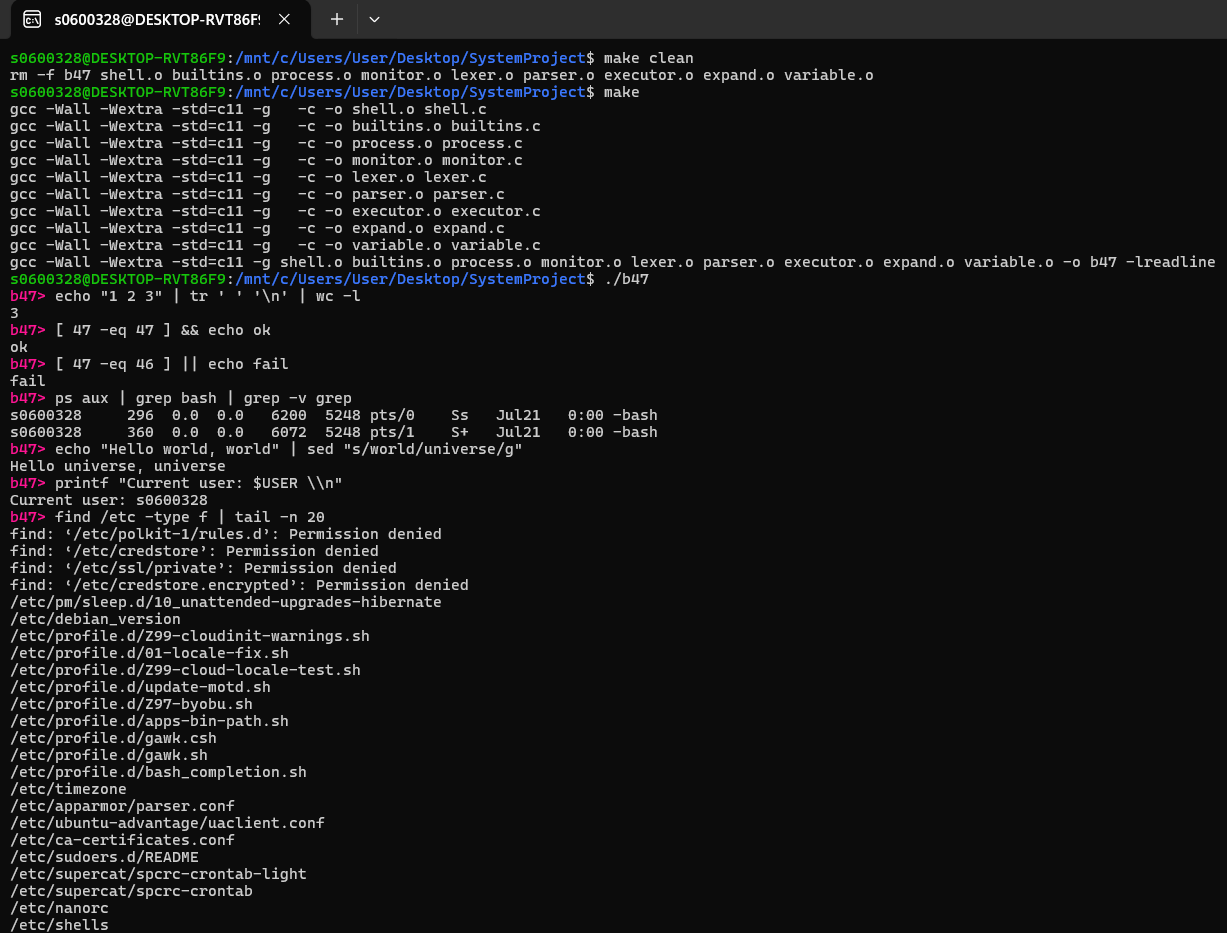 s0600328@DESKTOP-RVT86F9
s0600328@DESKTOP-RVT86F9:/mnt/c/Users/User/Desktop/SystemProject$ make clean
rm -f b47 shell.o builtins.o process.o monitor.o lexer.o parser.o executor.o expand.o variable.o
s0600328@DESKTOP-RVT86F9:/mnt/c/Users/User/Desktop/SystemProject$ make
gcc -Wall -Wextra -std=c11 -g   -c -o shell.o shell.c
gcc -Wall -Wextra -std=c11 -g   -c -o builtins.o builtins.c
gcc -Wall -Wextra -std=c11 -g   -c -o process.o process.c
gcc -Wall -Wextra -std=c11 -g   -c -o monitor.o monitor.c
gcc -Wall -Wextra -std=c11 -g   -c -o lexer.o lexer.c
gcc -Wall -Wextra -std=c11 -g   -c -o parser.o parser.c
gcc -Wall -Wextra -std=c11 -g   -c -o executor.o executor.c
gcc -Wall -Wextra -std=c11 -g   -c -o expand.o expand.c
gcc -Wall -Wextra -std=c11 -g   -c -o variable.o variable.c
gcc -Wall -Wextra -std=c11 -g shell.o builtins.o process.o monitor.o lexer.o parser.o executor.o expand.o variable.o -o b47 -lreadline
s0600328@DESKTOP-RVT86F9:/mnt/c/Users/User/Desktop/SystemProject$ ./b47
b47> echo "1 2 3" | tr ' ' '\n' | wc -l
3
b47> [ 47 -eq 47 ] && echo ok
ok
b47> [ 47 -eq 46 ] || echo fail
fail
b47> ps aux | grep bash | grep -v grep
s0600328     296  0.0  0.0   6200  5248 pts/0    Ss   Jul21   0:00 -bash
s0600328     360  0.0  0.0   6072  5248 pts/1    S+   Jul21   0:00 -bash
b47> echo "Hello world, world" | sed "s/world/universe/g"
Hello universe, universe
b47> printf "Current user: $USER \\n"
Current user: s0600328
b47> find /etc -type f | tail -n 20
find: ‘/etc/polkit-1/rules.d’: Permission denied
find: ‘/etc/credstore’: Permission denied
find: ‘/etc/ssl/private’: Permission denied
find: ‘/etc/credstore.encrypted’: Permission denied
/etc/pm/sleep.d/10_unattended-upgrades-hibernate
/etc/debian_version
/etc/profile.d/Z99-cloudinit-warnings.sh
/etc/profile.d/01-locale-fix.sh
/etc/profile.d/Z99-cloud-locale-test.sh
/etc/profile.d/update-motd.sh
/etc/profile.d/Z97-byobu.sh
/etc/profile.d/apps-bin-path.sh
/etc/profile.d/gawk.csh
/etc/profile.d/gawk.sh
/etc/profile.d/bash_completion.sh
/etc/timezone
/etc/apparmor/parser.conf
/etc/ubuntu-advantage/uaclient.conf
/etc/ca-certificates.conf
/etc/sudoers.d/README
/etc/supercat/spcrc-crontab-light
/etc/supercat/spcrc-crontab
/etc/nanorc
/etc/shells